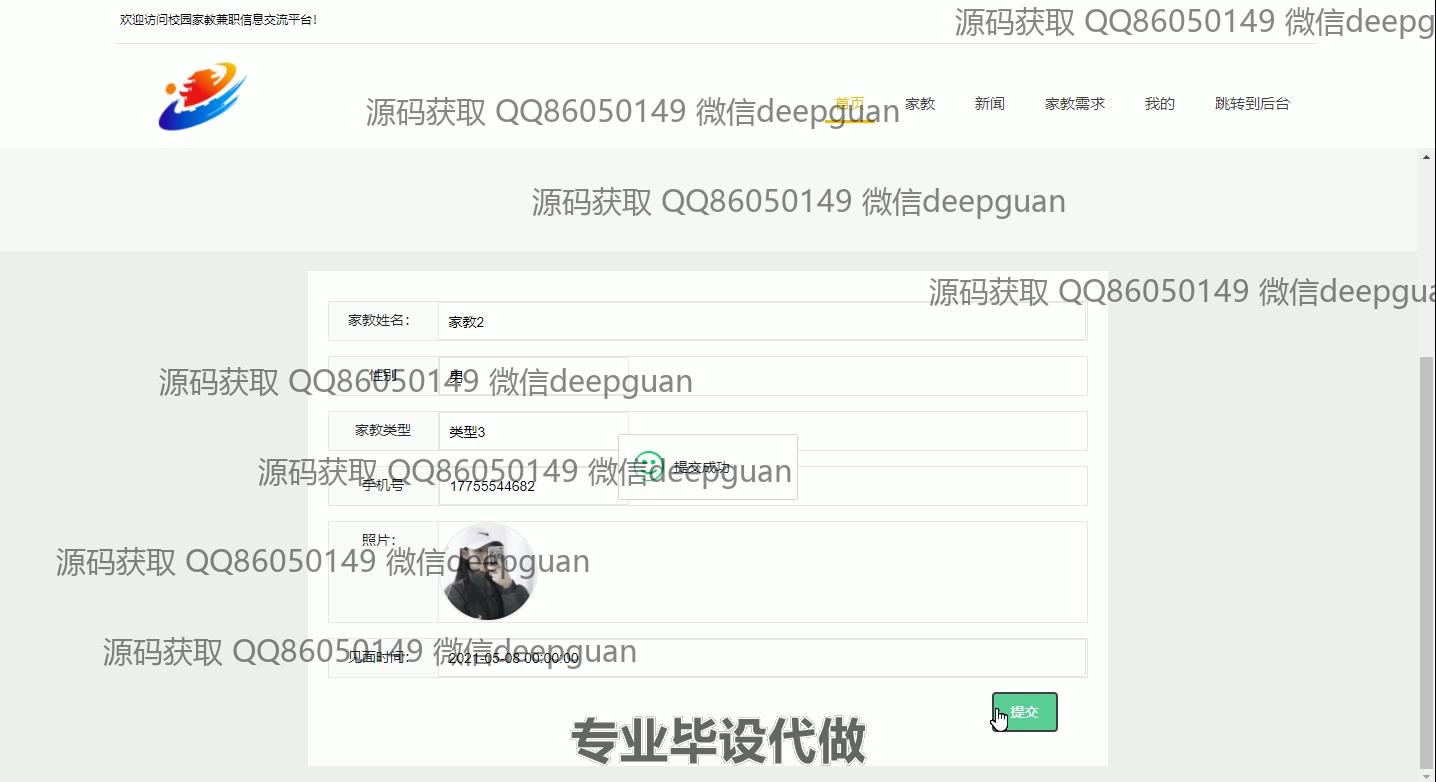 欢迎访问校园家教兼职信息交流平台！
源码获取 QQ86050149 微信deepg
首页 家教 新闻 家教需求 我的 跳转到后台
源码获取 QQ86050149 微信deepguan
源码获取 QQ86050149 微信deepguan
源码获取 QQ86050149 微信deepgua
家教姓名： 家教2
性别 男
源码获取 QQ86050149 微信deepguan
家教类型 类型3
提交成功
源码获取 QQ86050149 微信deepguan
手机号 17755544682
照片：
源码获取 QQ86050149 微信deepguan
源码获取 QQ86050149 微信deepguan
见面时间： 2021-05-08 00:00:00
提交
专业毕设代做